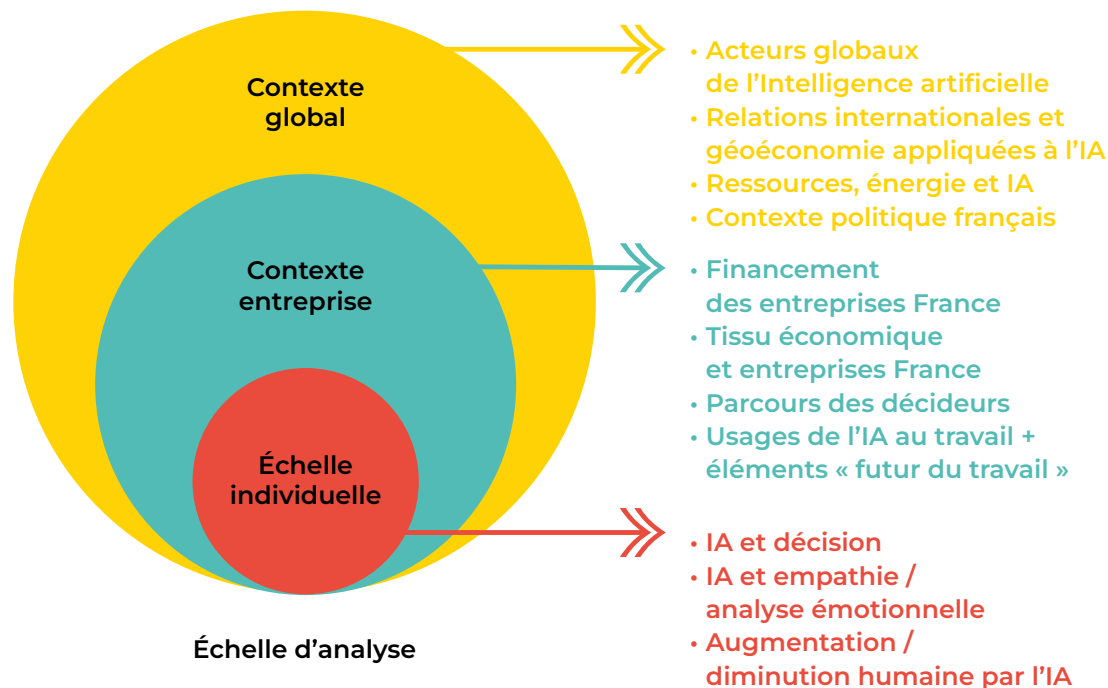 Contexte
global
Contexte
entreprise
Échelle
individuelle
Échelle d’analyse
• Acteurs globaux
de l’Intelligence artificielle
• Relations internationales et
géoéconomie appliquées à l’IA
• Ressources, énergie et IA
• Contexte politique français
• Financement
des entreprises France
• Tissu économique
et entreprises France
• Parcours des décideurs
• Usages de l’IA au travail +
éléments « futur du travail »
• IA et décision
• IA et empathie /
analyse émotionnelle
• Augmentation /
diminution humaine par l’IA